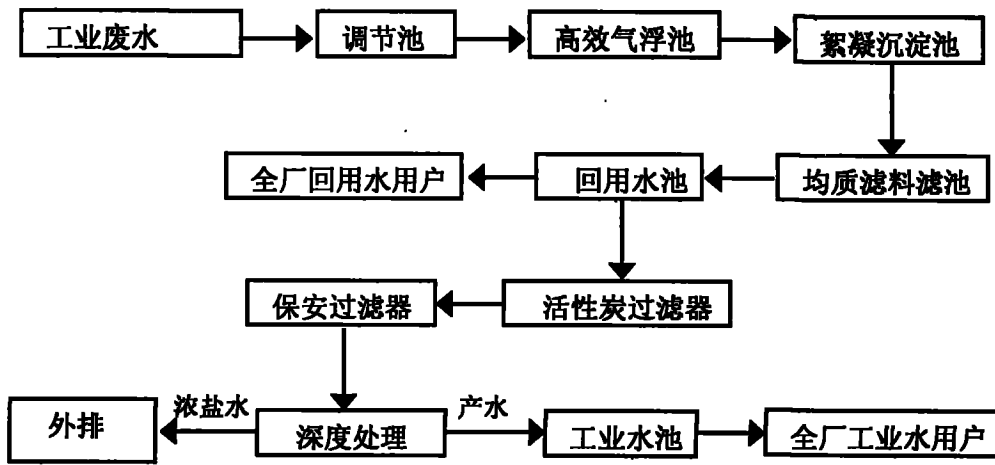 工业废水
调节池
高效气浮池
絮凝沉淀池
全厂回用水用户
回用水池
均质滤料滤池
保安过滤器
活性炭过滤器
外排
浓盐水
深度处理
产水
工业水池
全厂工业水用户